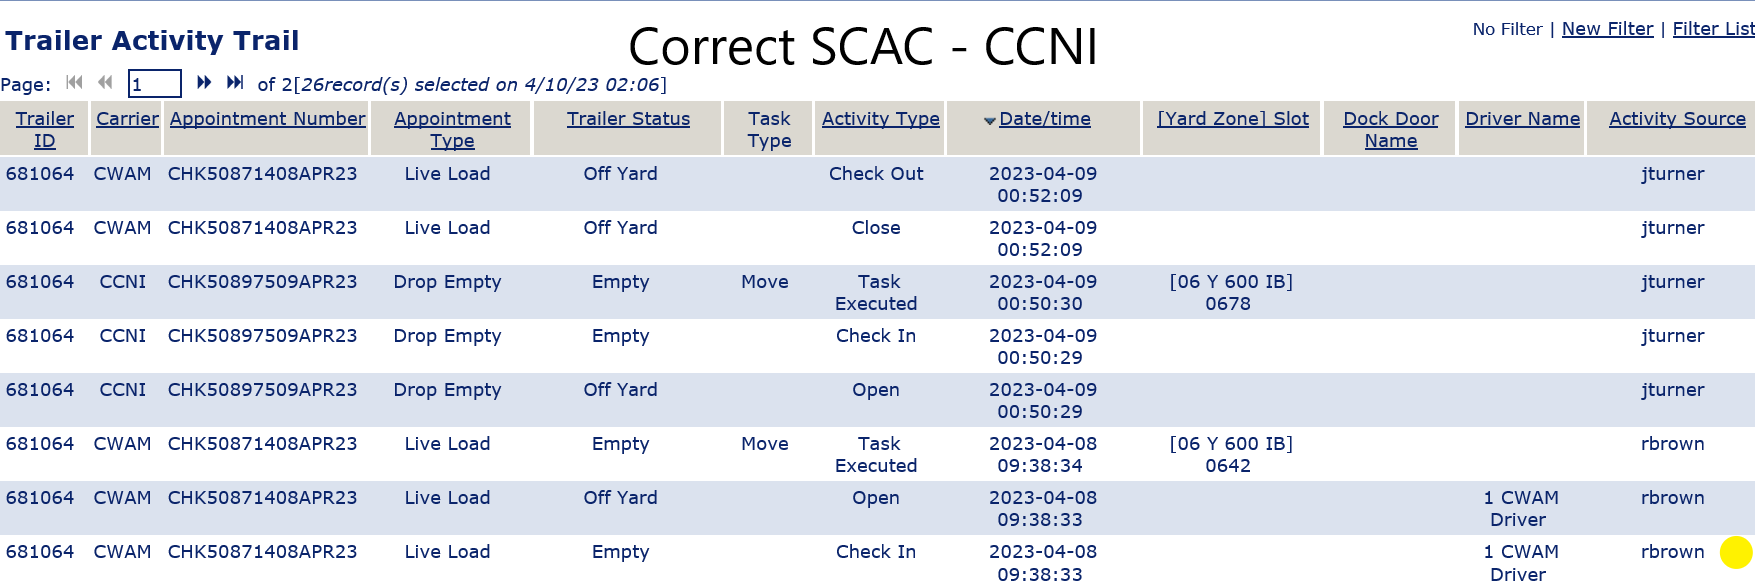 Correct SCAC - CCNI
No Filter | New Filter | Filter List
Trailer Activity Trail
Page: 1 of 2[26record(s) selected on 4/10/23 02:06]
Trailer ID Carrier Appointment Number Appointment Type Trailer Status Task Type Activity Type Date/time [Yard Zone] Slot Dock Door Name Driver Name Activity Source
681064 CWAM CHK50871408APR23 Live Load Off Yard Check Out 2023-04-09 00:52:09 jturner
681064 CWAM CHK50871408APR23 Live Load Off Yard Close 2023-04-09 00:52:09 jturner
681064 CCNI CHK50897509APR23 Drop Empty Empty Move Task Executed 2023-04-09 00:50:30 [06 Y 600 IB] 0678 jturner
681064 CCNI CHK50897509APR23 Drop Empty Empty Check In 2023-04-09 00:50:29 jturner
681064 CCNI CHK50897509APR23 Drop Empty Off Yard Open 2023-04-09 00:50:29 jturner
681064 CWAM CHK50871408APR23 Live Load Empty Move Task Executed 2023-04-08 09:38:34 [06 Y 600 IB] 0642 rbrown
681064 CWAM CHK50871408APR23 Live Load Off Yard Open 2023-04-08 09:38:33 1 CWAM Driver rbrown
681064 CWAM CHK50871408APR23 Live Load Empty Check In 2023-04-08 09:38:33 1 CWAM Driver rbrown